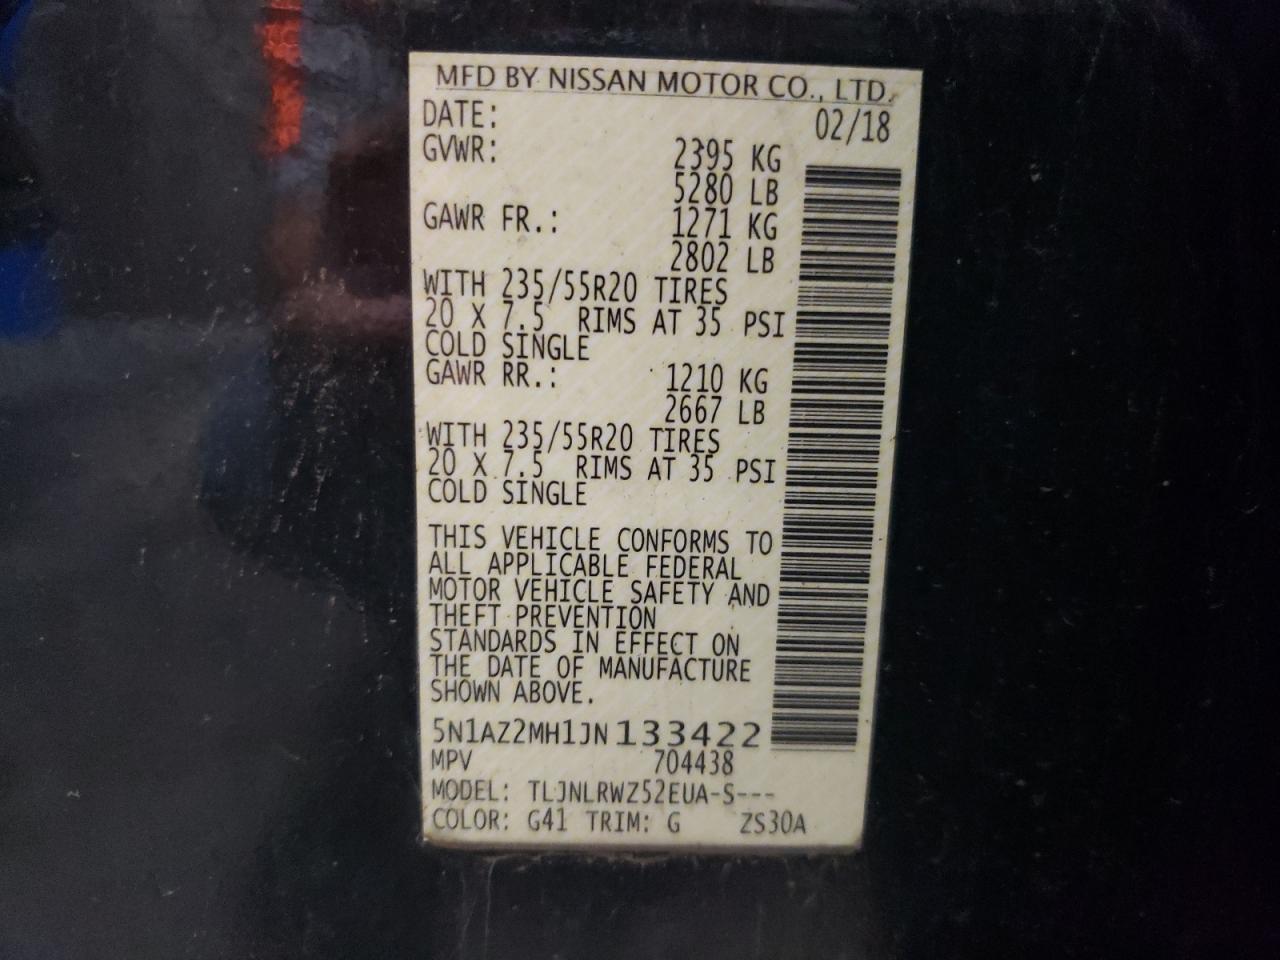 MFD BY NISSAN MOTOR CO., LTD.
DATE: 02/18
GVWR: 2395 KG
5280 LB
GAWR FR.: 1271 KG
2802 LB
WITH 235/55R20 TIRES
20 X 7.5 RIMS AT 35 PSI
COLD SINGLE
GAWR RR.: 1210 KG
2667 LB
WITH 235/55R20 TIRES
20 X 7.5 RIMS AT 35 PSI
COLD SINGLE
THIS VEHICLE CONFORMS TO
ALL APPLICABLE FEDERAL
MOTOR VEHICLE SAFETY AND
THEFT PREVENTION
STANDARDS IN EFFECT ON
THE DATE OF MANUFACTURE
SHOWN ABOVE.
5N1AZ2MH1JN133422
MPV 704438
MODEL: TLJNLRWZ52EUA-S---
COLOR: G41 TRIM: G ZS30A